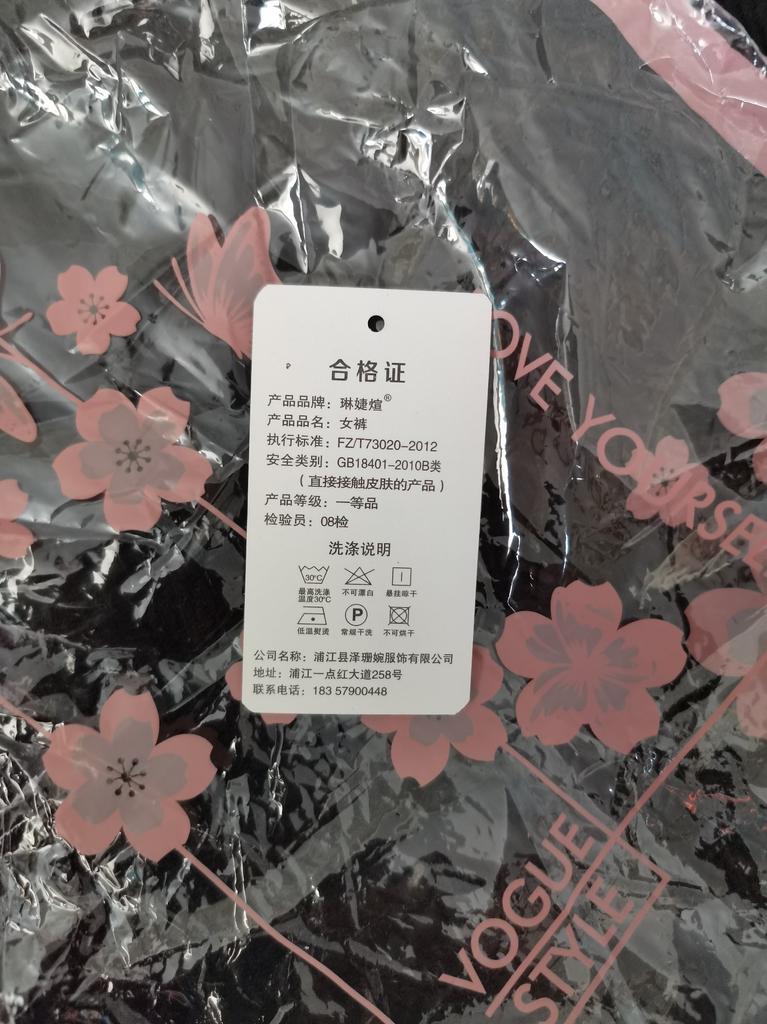 合格证
产品品牌：琳婕煊®
产品品名：女裤
执行标准：FZ/T73020-2012
安全类别：GB18401-2010B类
（直接接触皮肤的产品）
产品等级：一等品
检验员：08检
洗涤说明
30°C
最高洗涤 不可漂白 悬挂晾干
温度30°C
P
低温熨烫 常规干洗 不可烘干
公司名称：浦江县泽珊婉服饰有限公司
地址：浦江一点红大道258号
联系电话：183 57900448
OVE YOURSE
VOGUE
STYLE